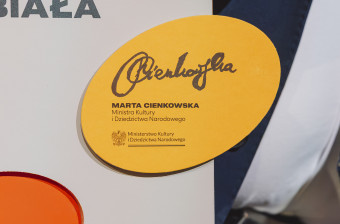 BIAŁA
Cienkowska
MARTA CIENKOWSKA
Ministra Kultury
i Dziedzictwa Narodowego
Ministerstwo Kultury
i Dziedzictwa Narodowego